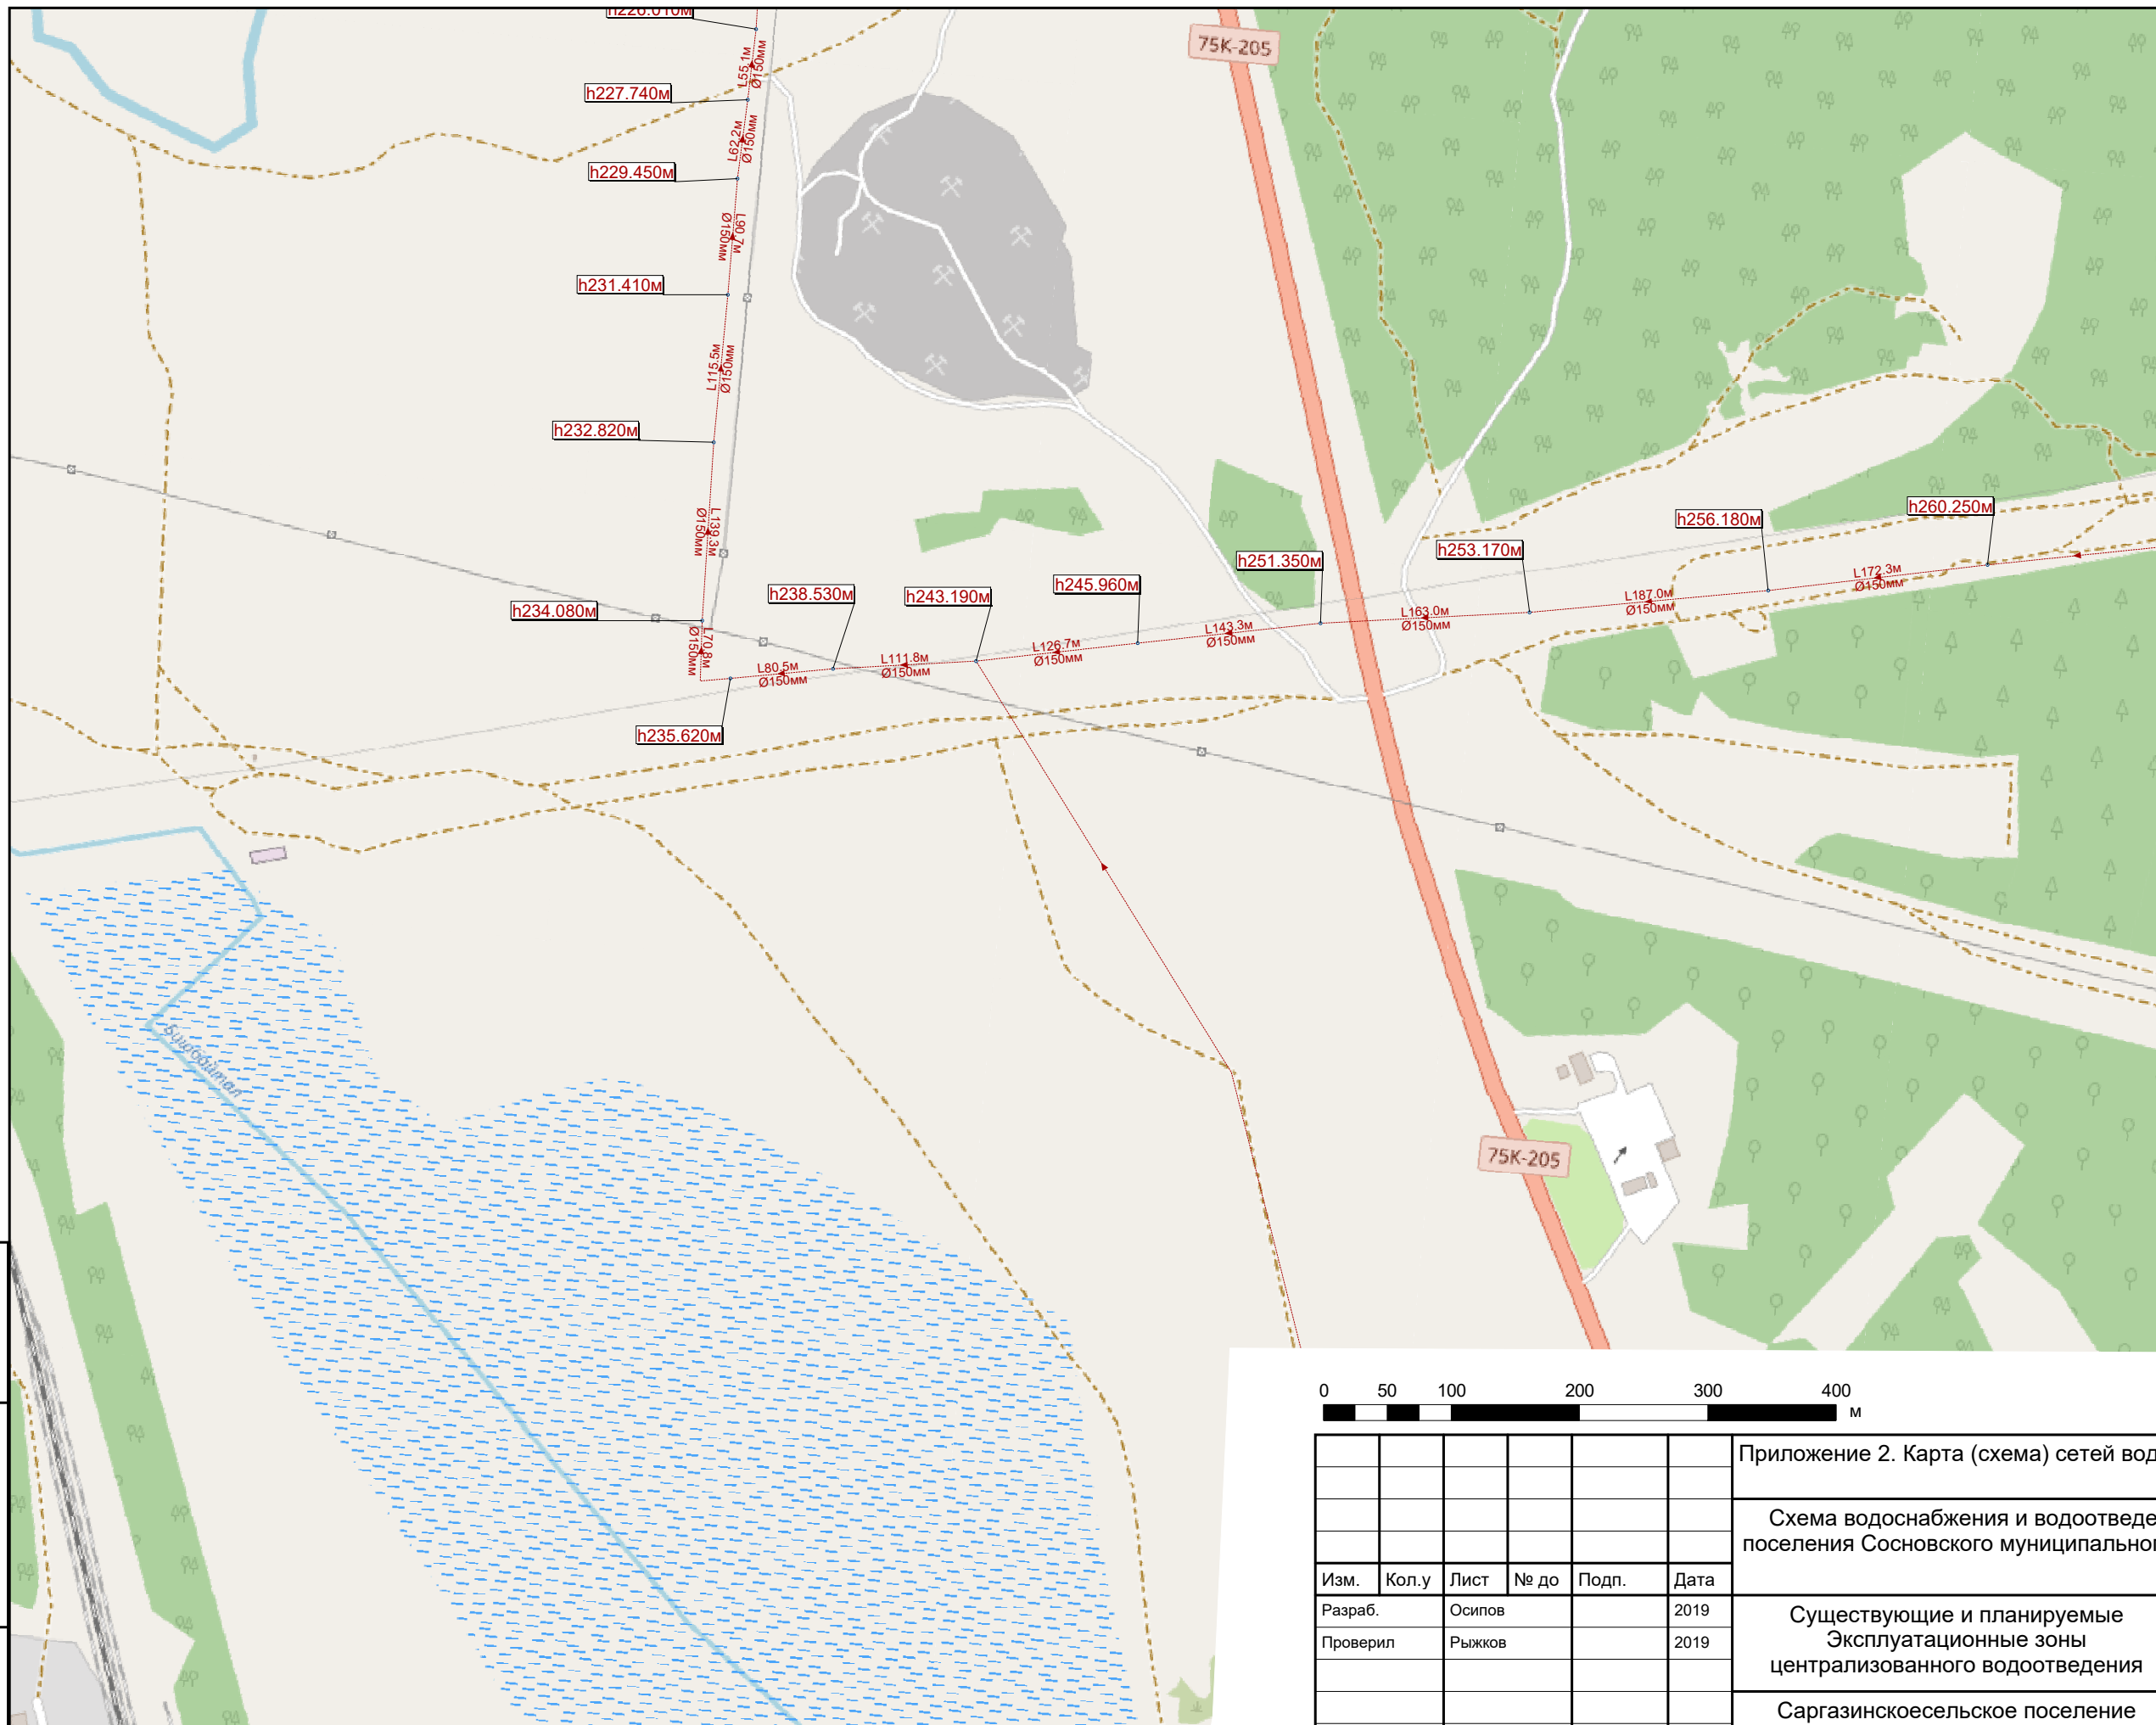 h226.010м
75К-205
L55.1м
Ø150мм
h227.740м
L62.2м
Ø150мм
h229.450м
L90.7м
Ø150мм
h231.410м
L115.5м
Ø150мм
h232.820м
L139.3м
Ø150мм
h234.080м
L70.8м
Ø150мм
h235.620м
L80.5м
Ø150мм
h238.530м
L111.8м
Ø150мм
h243.190м
L126.7м
Ø150мм
h245.960м
L143.3м
Ø150мм
h251.350м
L163.0м
Ø150мм
h253.170м
L187.0м
Ø150мм
h256.180м
L172.3м
Ø150мм
h260.250м
75К-205
0 50 100 200 300 400
м
Приложение 2. Карта (схема) сетей вод
Схема водоснабжения и водоотведе
поселения Сосновского муниципально
Изм. Кол.у Лист № до Подп. Дата
Разраб. Осипов 2019
Проверил Рыжков 2019
Существующие и планируемые
Эксплуатационные зоны
централизованного водоотведения
Саргазинскоесельское поселение